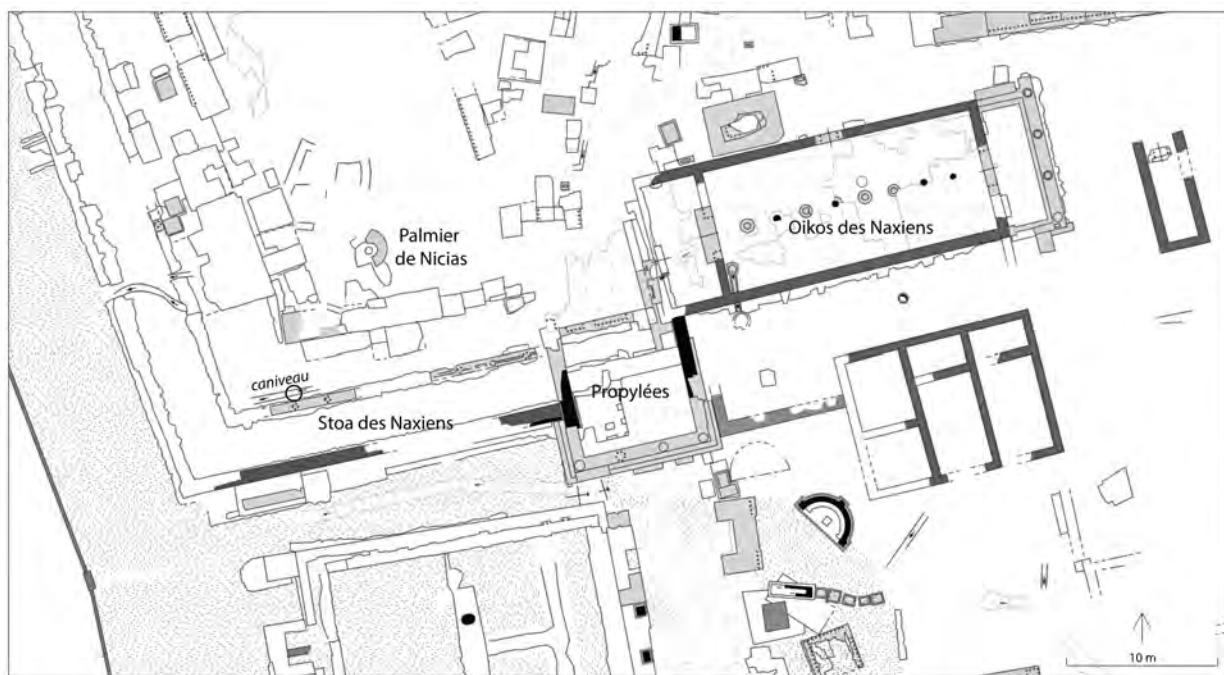 Palmier
de Nicias
Oikos des Naxiens
caniveau
Propylées
Stoa des Naxiens
10 m